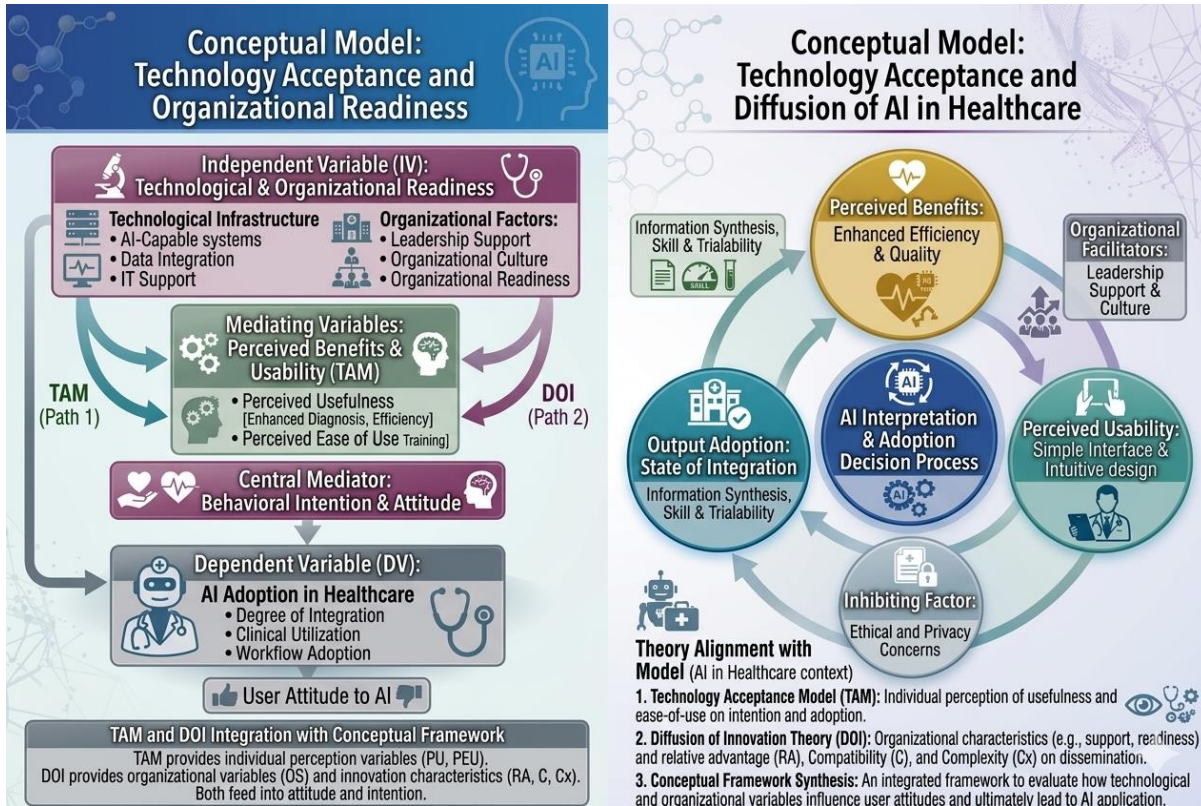 Conceptual Model:
Technology Acceptance and
Organizational Readiness
AI
Independent Variable (IV):
Technological & Organizational Readiness
Technological Infrastructure
• AI-Capable systems
• Data Integration
• IT Support
Organizational Factors:
• Leadership Support
• Organizational Culture
• Organizational Readiness
Mediating Variables:
Perceived Benefits &
Usability (TAM)
• Perceived Usefulness
[Enhanced Diagnosis, Efficiency]
• Perceived Ease of Use Training]
TAM
(Path 1)
DOI
(Path 2)
Central Mediator:
Behavioral Intention & Attitude
Dependent Variable (DV):
AI Adoption in Healthcare
• Degree of Integration
• Clinical Utilization
• Workflow Adoption
User Attitude to AI
TAM and DOI Integration with Conceptual Framework
TAM provides individual perception variables (PU, PEU).
DOI provides organizational variables (OS) and innovation characteristics (RA, C, Cx).
Both feed into attitude and intention.
Conceptual Model:
Technology Acceptance and
Diffusion of AI in Healthcare
Information Synthesis,
Skill & Trialability
SKILL
Perceived Benefits:
Enhanced Efficiency
& Quality
Organizational
Facilitators:
Leadership
Support &
Culture
Output Adoption:
State of Integration
Information Synthesis,
Skill & Trialability
AI
AI Interpretation
& Adoption
Decision Process
AI
Perceived Usability:
Simple Interface &
Intuitive design
Inhibiting Factor:
Ethical and Privacy
Concerns
Theory Alignment with
Model (AI in Healthcare context)
1. Technology Acceptance Model (TAM): Individual perception of usefulness and
ease-of-use on intention and adoption.
2. Diffusion of Innovation Theory (DOI): Organizational characteristics (e.g., support, readiness)
and relative advantage (RA), Compatibility (C), and Complexity (Cx) on dissemination.
3. Conceptual Framework Synthesis: An integrated framework to evaluate how technological
and organizational variables influence user attitudes and ultimately lead to AI application.